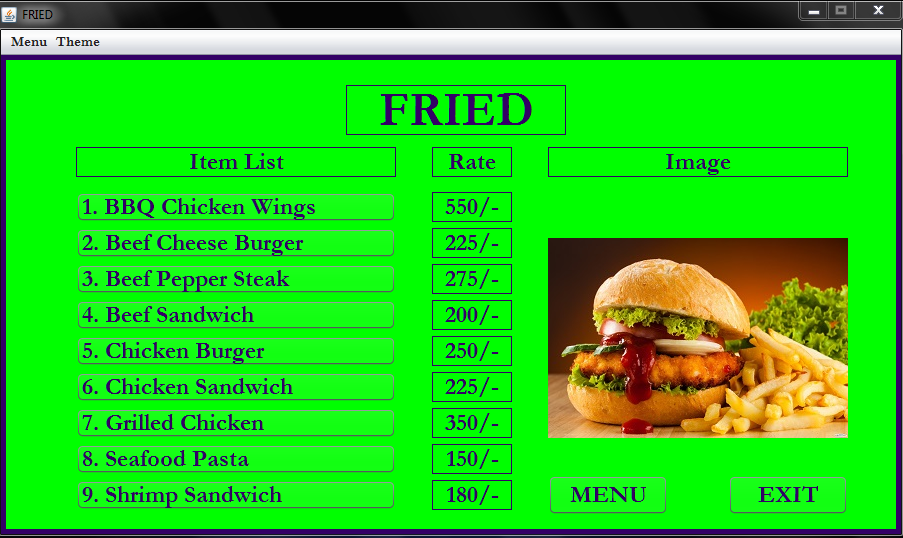 FRIED
Menu Theme
FRIED
Item List Rate Image
1. BBQ Chicken Wings 550/-
2. Beef Cheese Burger 225/-
3. Beef Pepper Steak 275/-
4. Beef Sandwich 200/-
5. Chicken Burger 250/-
6. Chicken Sandwich 225/-
7. Grilled Chicken 350/-
8. Seafood Pasta 150/-
9. Shrimp Sandwich 180/-
MENU EXIT